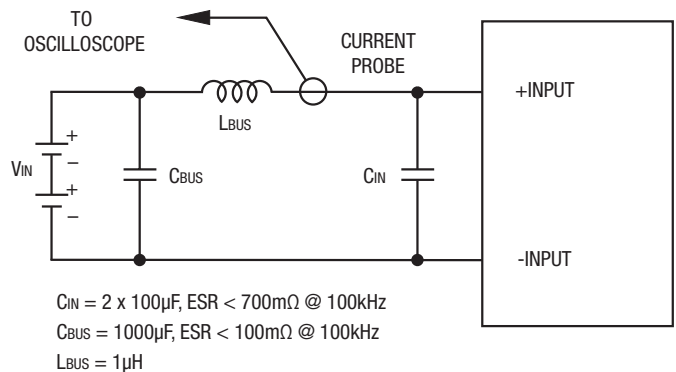 TO
OSCILLOSCOPE
CURRENT
PROBE
LBUS
+INPUT
VIN
+
−
+
−
CBUS
CIN
-INPUT
CIN = 2 x 100µF, ESR < 700mΩ @ 100kHz
CBUS = 1000µF, ESR < 100mΩ @ 100kHz
LBUS = 1µH